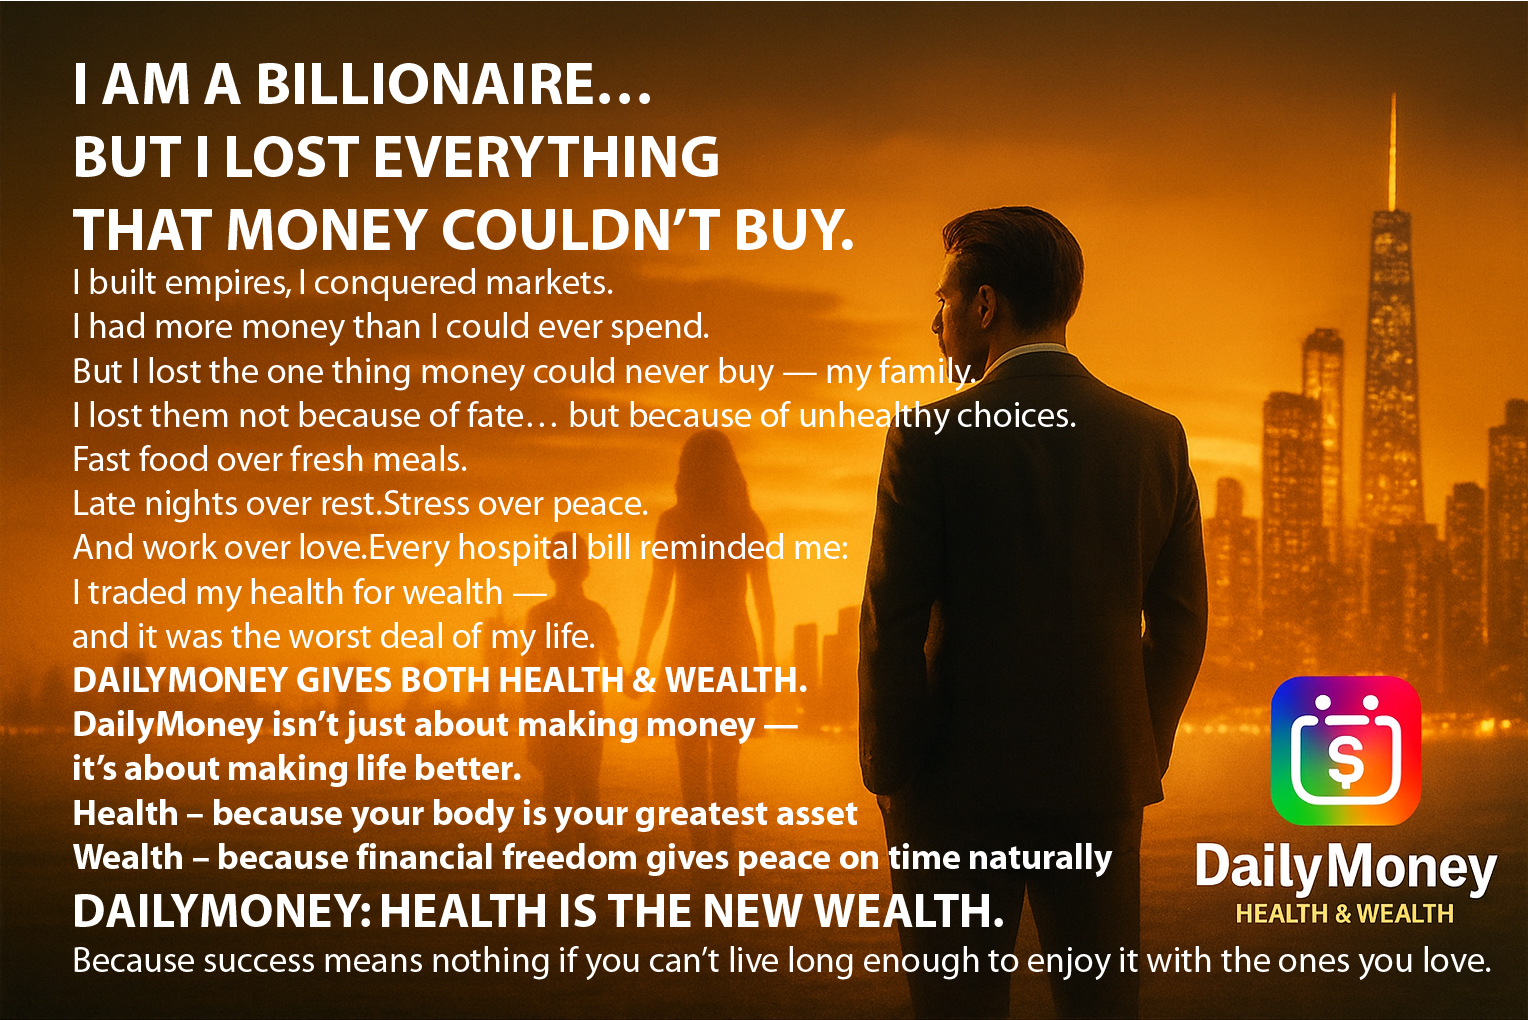 I AM A BILLIONAIRE…
BUT I LOST EVERYTHING
THAT MONEY COULDN’T BUY.
I built empires, I conquered markets.
I had more money than I could ever spend.
But I lost the one thing money could never buy — my family.
I lost them not because of fate… but because of unhealthy choices.
Fast food over fresh meals.
Late nights over rest.Stress over peace.
And work over love.Every hospital bill reminded me:
I traded my health for wealth —
and it was the worst deal of my life.
DAILYMONEY GIVES BOTH HEALTH & WEALTH.
DailyMoney isn’t just about making money —
it’s about making life better.
Health – because your body is your greatest asset
Wealth – because financial freedom gives peace on time naturally
DAILYMONEY: HEALTH IS THE NEW WEALTH.
Because success means nothing if you can’t live long enough to enjoy it with the ones you love.
$
DailyMoney
HEALTH & WEALTH